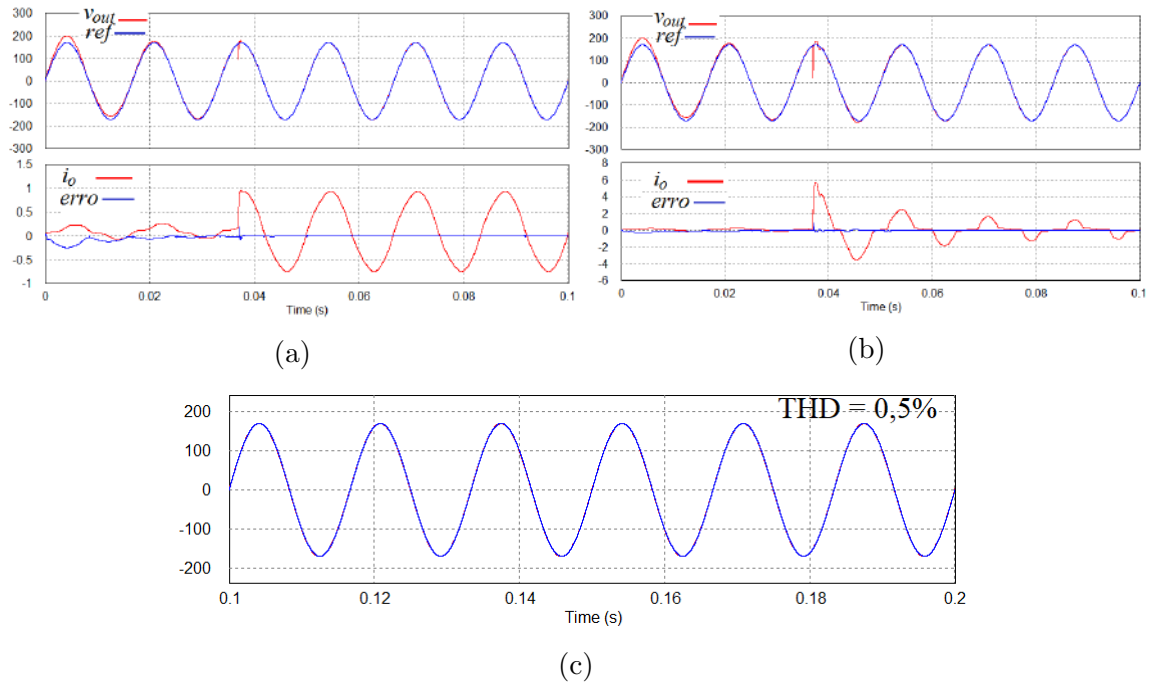 300
200
100
0
-100
-200
-300
v_out
ref
1.5
1
0.5
0
-0.5
-1
i_o
erro
0 0.02 0.04 0.06 0.08 0.1
Time (s)
(a)
300
200
100
0
-100
-200
-300
v_out
ref
8
6
4
2
0
-2
-4
-6
i_o
erro
0 0.02 0.04 0.06 0.08 0.1
Time (s)
(b)
THD = 0,5%
200
100
0
-100
-200
0.1 0.12 0.14 0.16 0.18 0.2
Time (s)
(c)